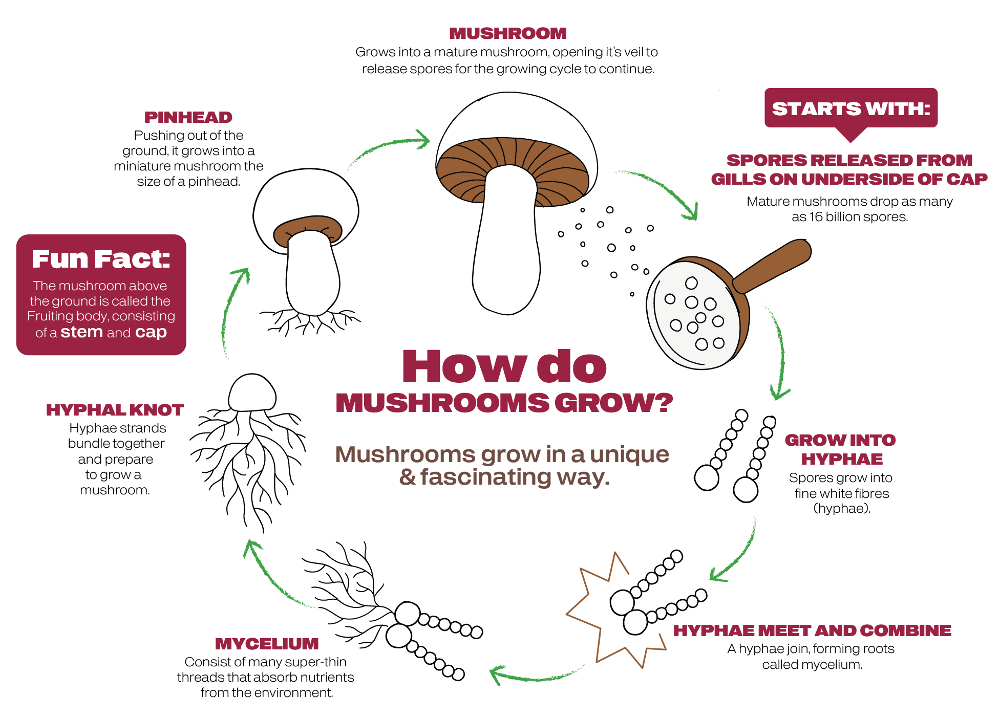 MUSHROOM
Grows into a mature mushroom, opening it's veil to
release spores for the growing cycle to continue.
STARTS WITH:
SPORES RELEASED FROM
GILLS ON UNDERSIDE OF CAP
Mature mushrooms drop as many
as 16 billion spores.
PINHEAD
Pushing out of the
ground, it grows into a
miniature mushroom the
size of a pinhead.
Fun Fact:
The mushroom above
the ground is called the
Fruiting body, consisting
of a stem and cap
How do
MUSHROOMS GROW?
Mushrooms grow in a unique
& fascinating way.
GROW INTO
HYPHAE
Spores grow into
fine white fibres
(hyphae).
HYPHAE MEET AND COMBINE
A hyphae join, forming roots
called mycelium.
MYCELIUM
Consist of many super-thin
threads that absorb nutrients
from the environment.
HYPHAL KNOT
Hyphae strands
bundle together
and prepare
to grow a
mushroom.